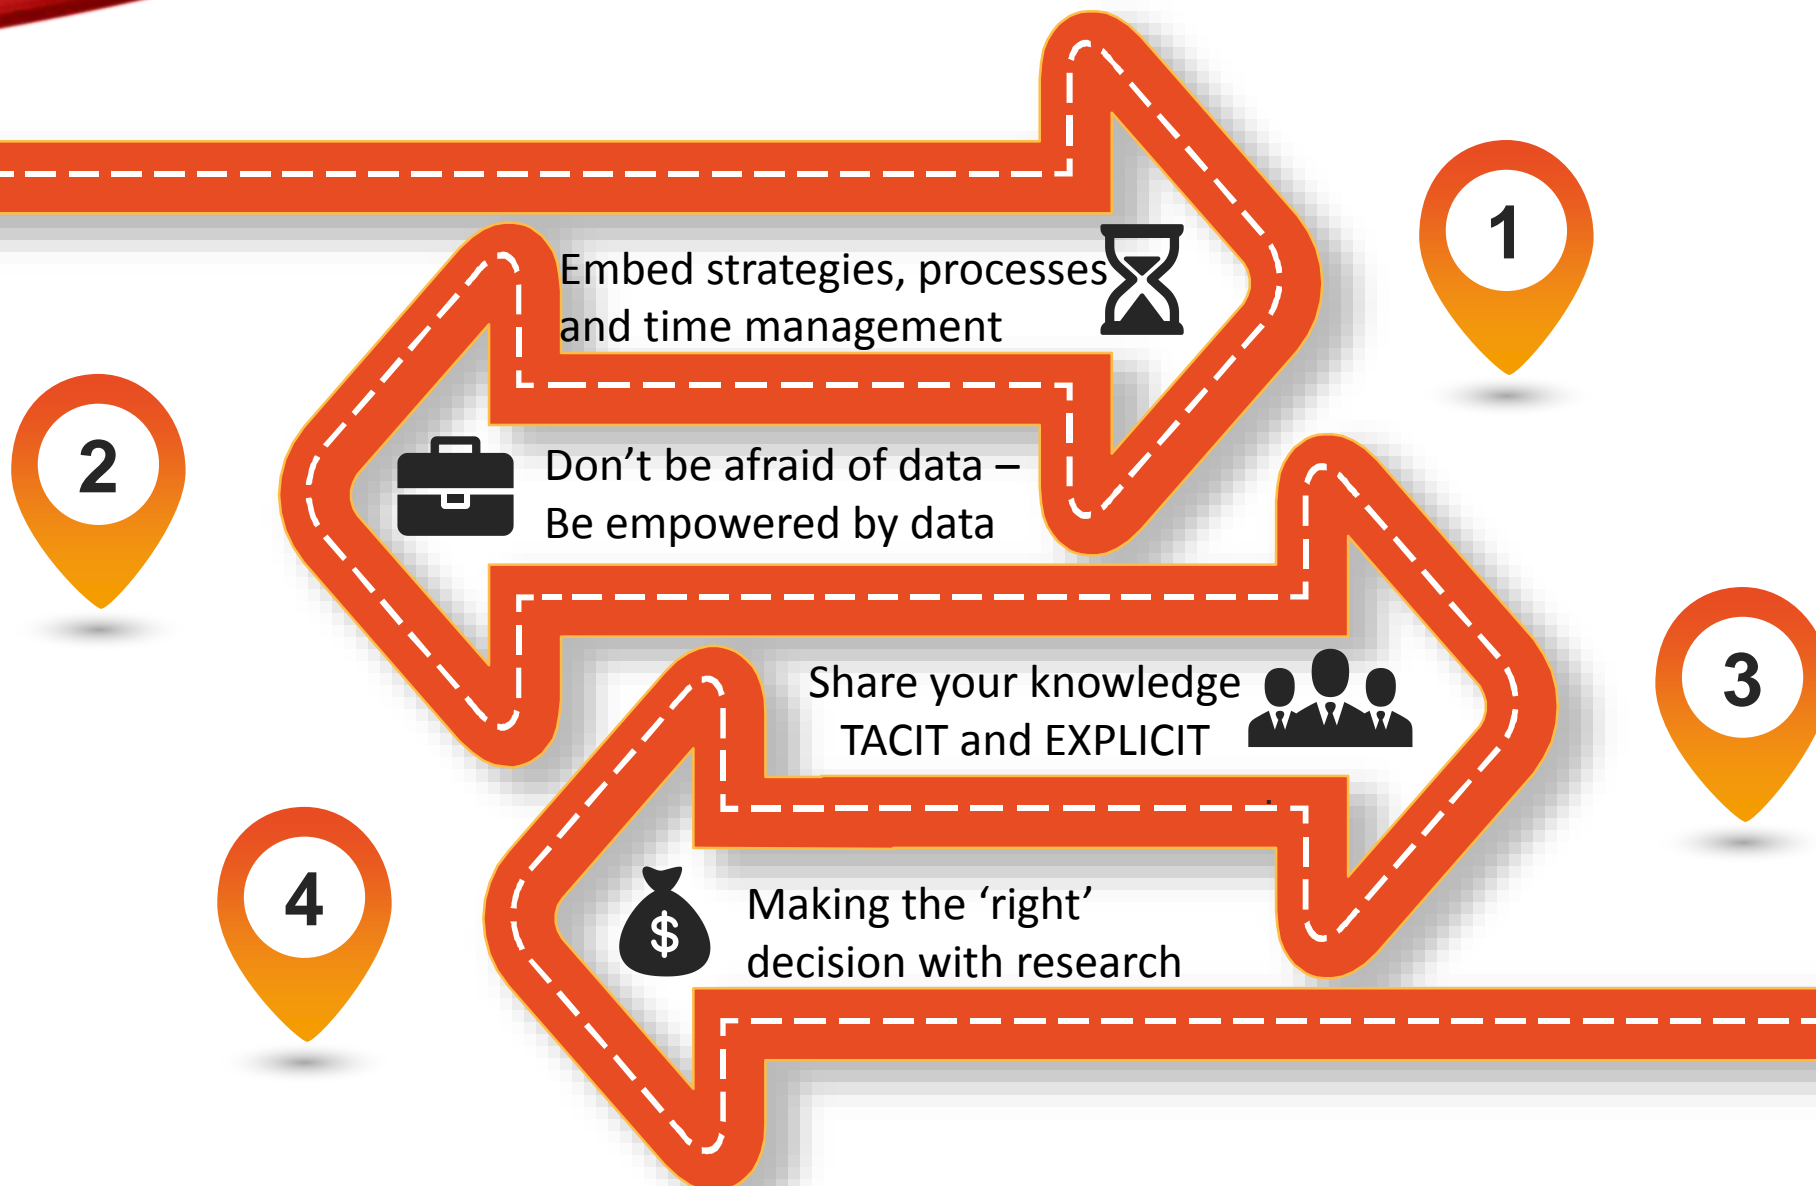 1
Embed strategies, processes
and time management
2
Don’t be afraid of data –
Be empowered by data
3
Share your knowledge
TACIT and EXPLICIT
.
4
$
Making the ‘right’
decision with research